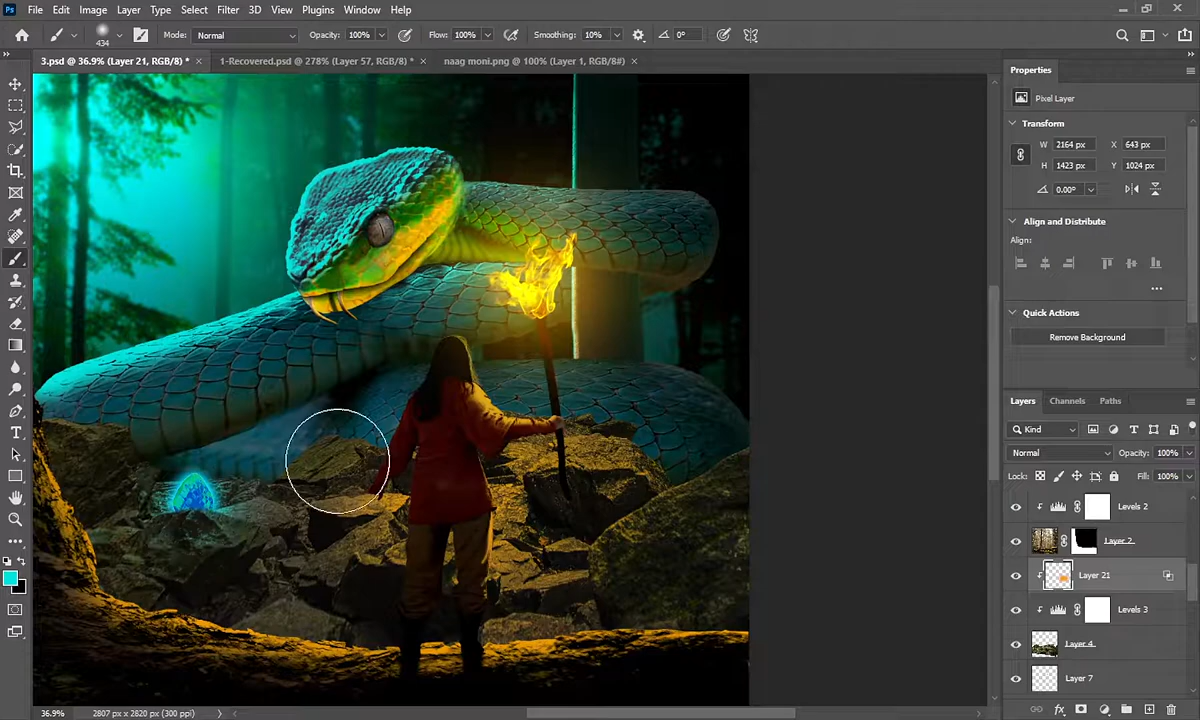 Ps File Edit Image Layer Type Select Filter 3D View Plugins Window Help
434 Mode: Normal Opacity: 100% Flow: 100% Smoothing: 10% 0°
3.psd @ 36.9% (Layer 21, RGB/8) * × 1-Recovered.psd @ 278% (Layer 57, RGB/8) * × naag moni.png @ 100% (Layer 1, RGB/8#) ×
Properties
Pixel Layer
Transform
W 2164 px X 643 px
H 1423 px Y 1024 px
0.00°
Align and Distribute
Align:
Quick Actions
Remove Background
Layers Channels Paths
Kind
Normal Opacity: 100%
Lock: Fill: 100%
Levels 2
Layer 2
Layer 21
Levels 3
Layer 4
Layer 7
fx
36.9% 2807 px x 2820 px (300 ppi)